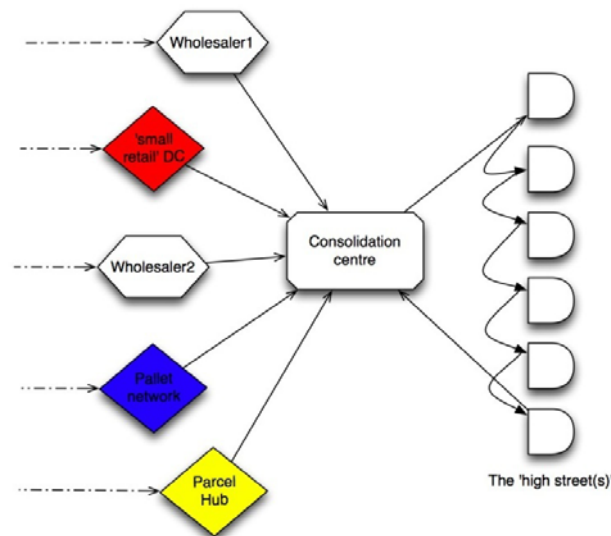 Wholesaler1
'small
retail' DC
Consolidation
centre
Wholesaler2
Pallet
network
Parcel
Hub
The 'high street(s)'